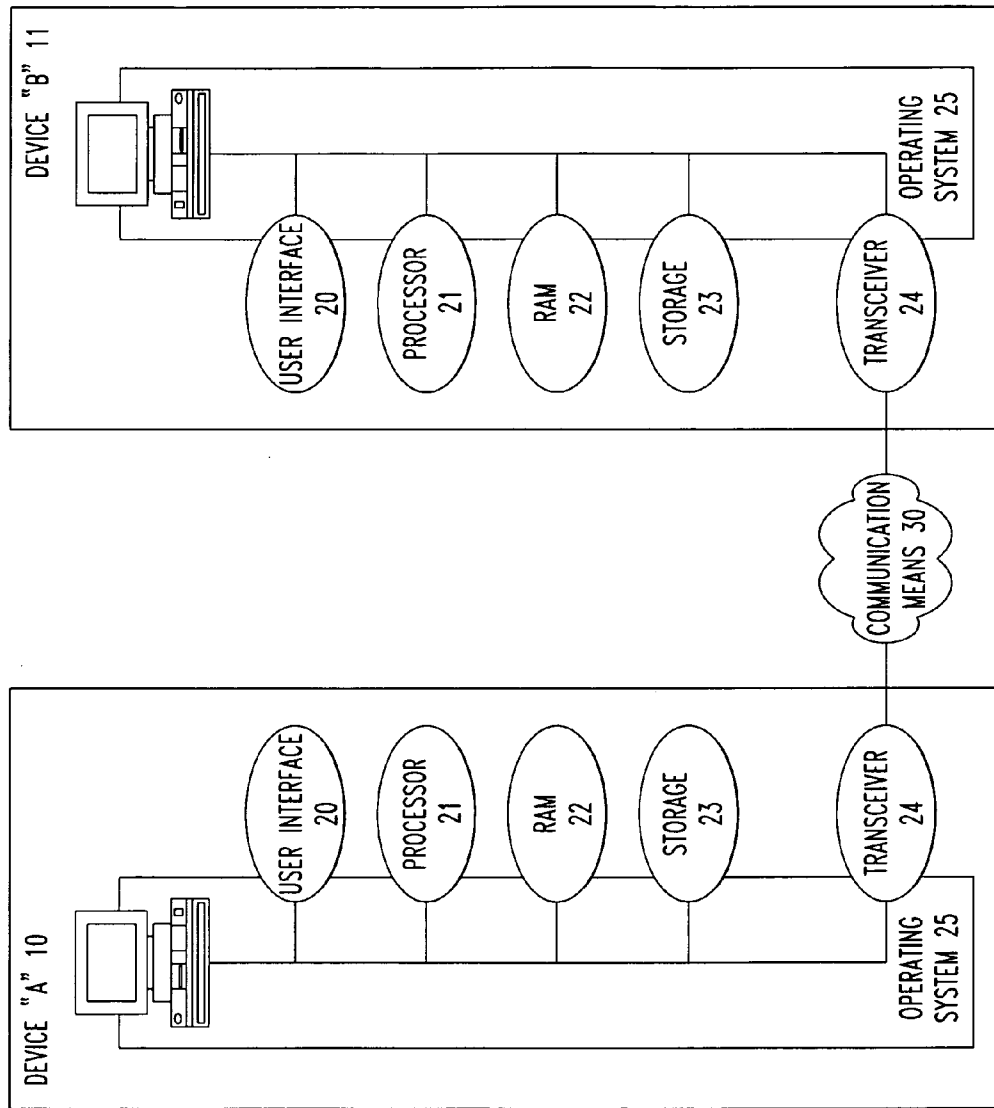 DEVICE "A" 10
USER INTERFACE
20
PROCESSOR
21
RAM
22
STORAGE
23
TRANSCEIVER
24
OPERATING
SYSTEM 25
COMMUNICATION
MEANS 30
DEVICE "B" 11
USER INTERFACE
20
PROCESSOR
21
RAM
22
STORAGE
23
TRANSCEIVER
24
OPERATING
SYSTEM 25